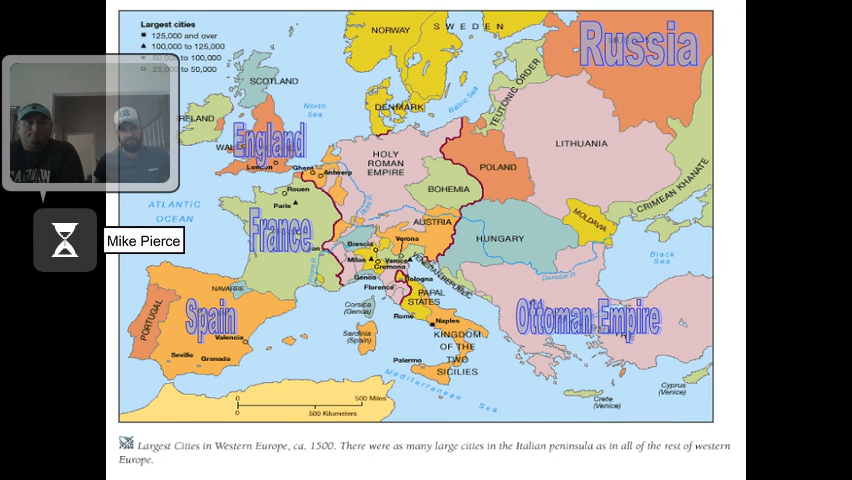 Largest cities
125,000 and over
100,000 to 125,000
50,000 to 100,000
25,000 to 50,000
NORWAY
SWEDEN
Russia
SCOTLAND
North
Sea
DENMARK
Baltic Sea
TEUTONIC ORDER
IRELAND
England
London
LITHUANIA
HOLY
ROMAN
EMPIRE
POLAND
Ghent
Antwerp
Rouen
Paris
BOHEMIA
CRIMEAN KHANATE
ATLANTIC
OCEAN
France
AUSTRIA
MOLDAVIA
HUNGARY
Mike Pierce
Brescia
Verona
Milan
Venice
Cremona
Genoa
Bologna
VENETIAN REPUBLIC
Danube R.
Black
Sea
Florence
PAPAL
STATES
NAVARRE
Corsica
(Genoa)
PORTUGAL
Spain
Rome
Naples
Ottoman Empire
Valencia
Sardinia
(Spain)
KINGDOM
OF THE
TWO
SICILIES
Seville
Granada
Palermo
Mediterranean Sea
Crete
(Venice)
Cyprus
(Venice)
0 500 Miles
0 500 Kilometers
Largest Cities in Western Europe, ca. 1500. There were as many large cities in the Italian peninsula as in all of the rest of western
Europe.